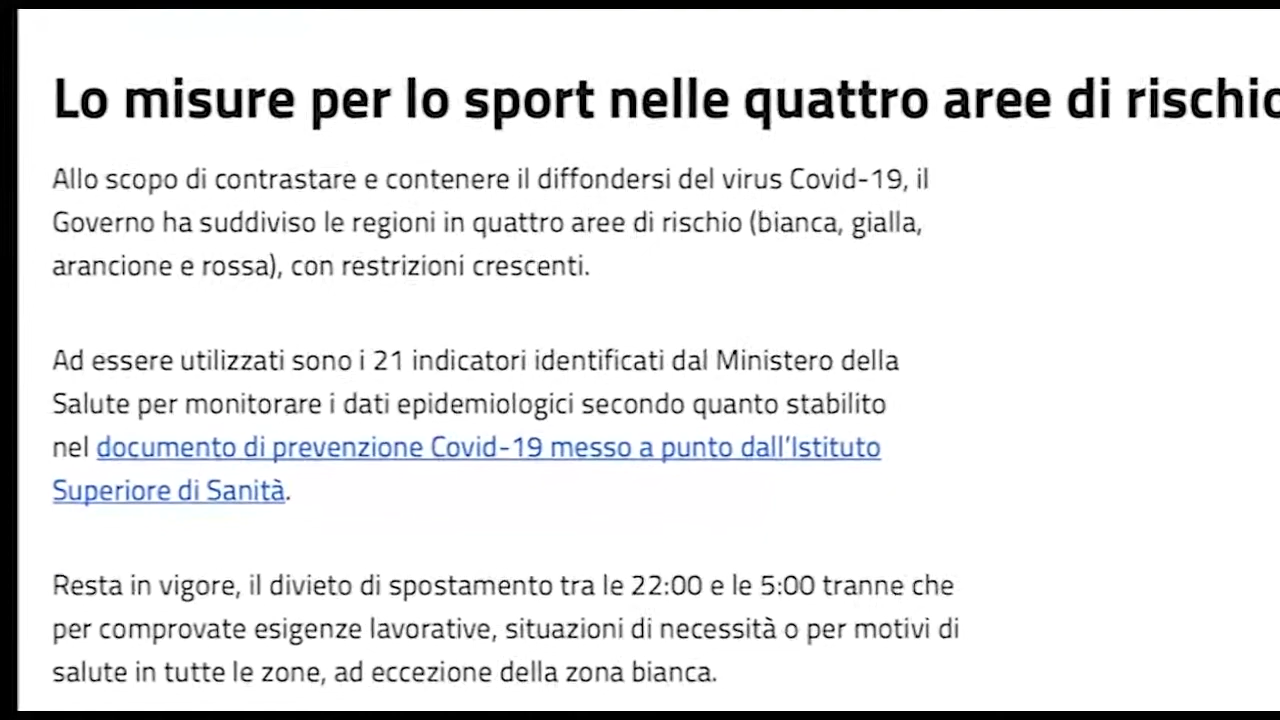 Lo misure per lo sport nelle quattro aree di rischio
Allo scopo di contrastare e contenere il diffondersi del virus Covid-19, il
Governo ha suddiviso le regioni in quattro aree di rischio (bianca, gialla,
arancione e rossa), con restrizioni crescenti.
Ad essere utilizzati sono i 21 indicatori identificati dal Ministero della
Salute per monitorare i dati epidemiologici secondo quanto stabilito
nel documento di prevenzione Covid-19 messo a punto dall'Istituto
Superiore di Sanità.
Resta in vigore, il divieto di spostamento tra le 22:00 e le 5:00 tranne che
per comprovate esigenze lavorative, situazioni di necessità o per motivi di
salute in tutte le zone, ad eccezione della zona bianca.